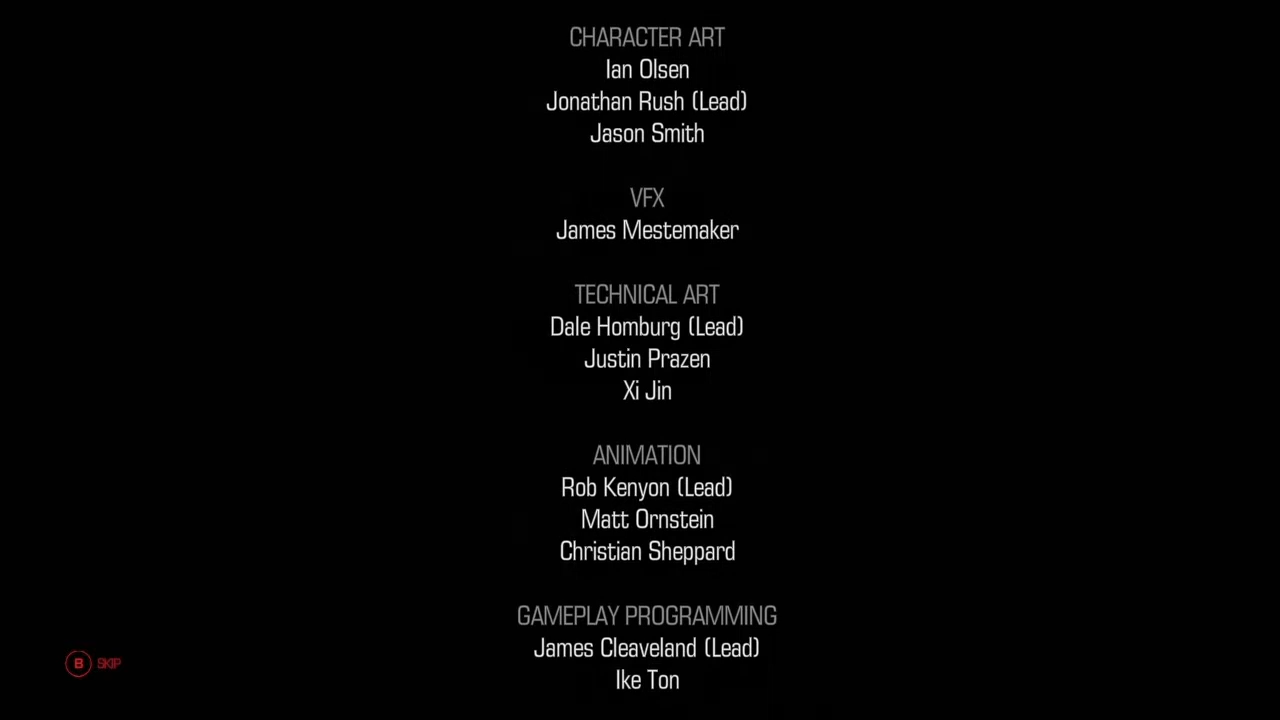 CHARACTER ART
Ian Olsen
Jonathan Rush (Lead)
Jason Smith
VFX
James Mestemaker
TECHNICAL ART
Dale Homburg (Lead)
Justin Prazen
Xi Jin
ANIMATION
Rob Kenyon (Lead)
Matt Ornstein
Christian Sheppard
GAMEPLAY PROGRAMMING
James Cleaveland (Lead)
Ike Ton
B SKIP